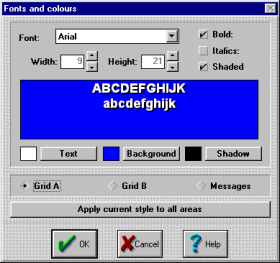 Fonts and colours
Font: Arial Bold:
Italics:
Width: 9 Height: 21 Shaded
ABCDEFGHIJK
abcdefghijk
Text Background Shadow
Grid A Grid B Messages
Apply current style to all areas
OK Cancel ? Help